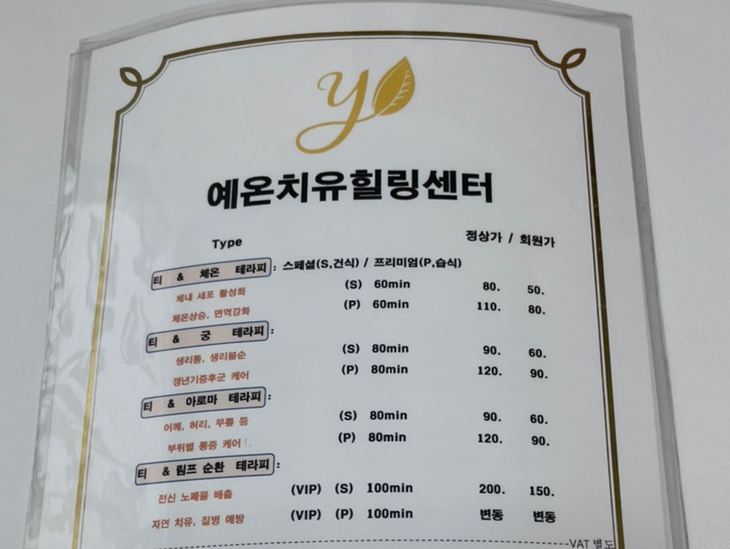 y
예온치유힐링센터
Type 정상가 / 회원가
티 & 체온 테라피 : 스페셜(S,건식) / 프리미엄(P,습식)
체내 세포 활성화 (S) 60min 80. 50.
체온상승, 면역강화 (P) 60min 110. 80.
티 & 궁 테라피 :
생리통, 생리불순 (S) 80min 90. 60.
갱년기증후군 케어 (P) 80min 120. 90.
티 & 아로마 테라피 :
어깨, 허리, 무릎 등 (S) 80min 90. 60.
부위별 통증 케어 (P) 80min 120. 90.
티 & 림프 순환 테라피 :
전신 노폐물 배출 (VIP) (S) 100min 200. 150.
자연 치유, 질병 예방 (VIP) (P) 100min 변동 변동
VAT 별도